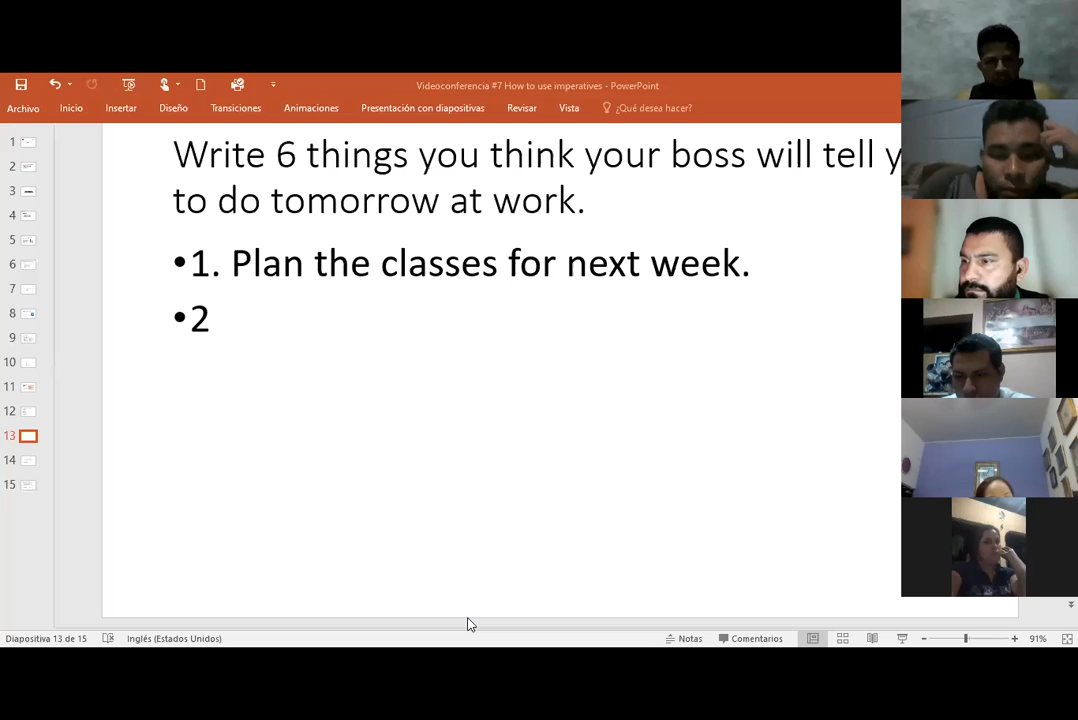 Videoconferencia #7 How to use imperatives - PowerPoint
Archivo Inicio Insertar Diseño Transiciones Animaciones Presentación con diapositivas Revisar Vista ¿Qué desea hacer?
Write 6 things you think your boss will tell y
to do tomorrow at work.
•1. Plan the classes for next week.
•2
1
2
3
4
5
6
7
8
9
10
11
12
13
14
15
Diapositiva 13 de 15 Inglés (Estados Unidos) Notas Comentarios 91%